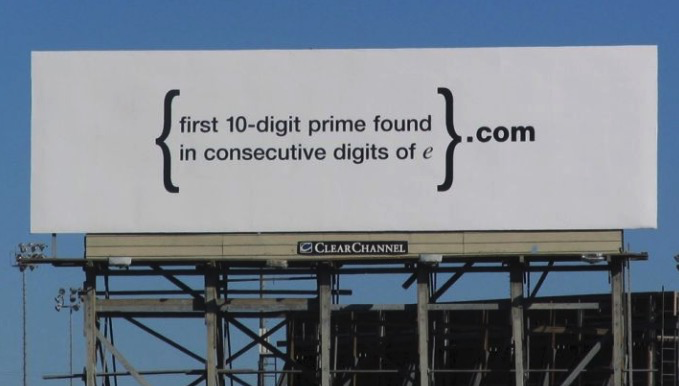 {first 10-digit prime found
in consecutive digits of e}.com
CLEARCHANNEL